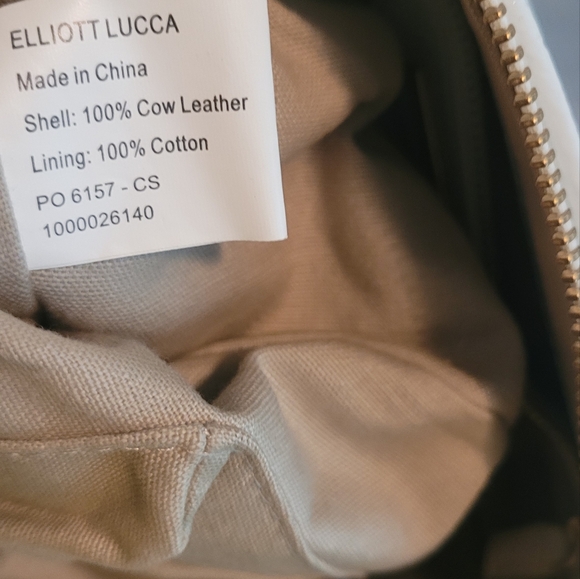 ELLIOTT LUCCA
Made in China
Shell: 100% Cow Leather
Lining: 100% Cotton
PO 6157 - CS
1000026140